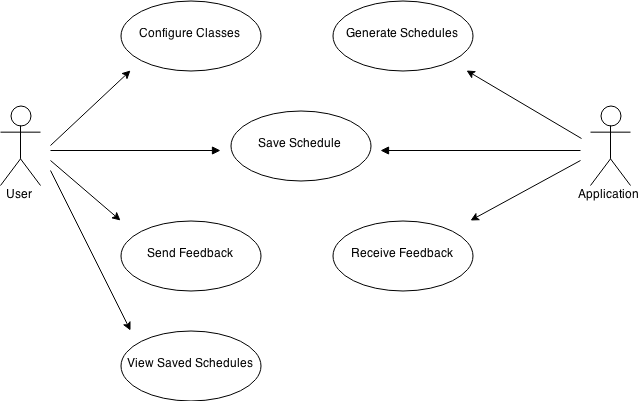 Configure Classes
Generate Schedules
Save Schedule
User
Application
Send Feedback
Receive Feedback
View Saved Schedules